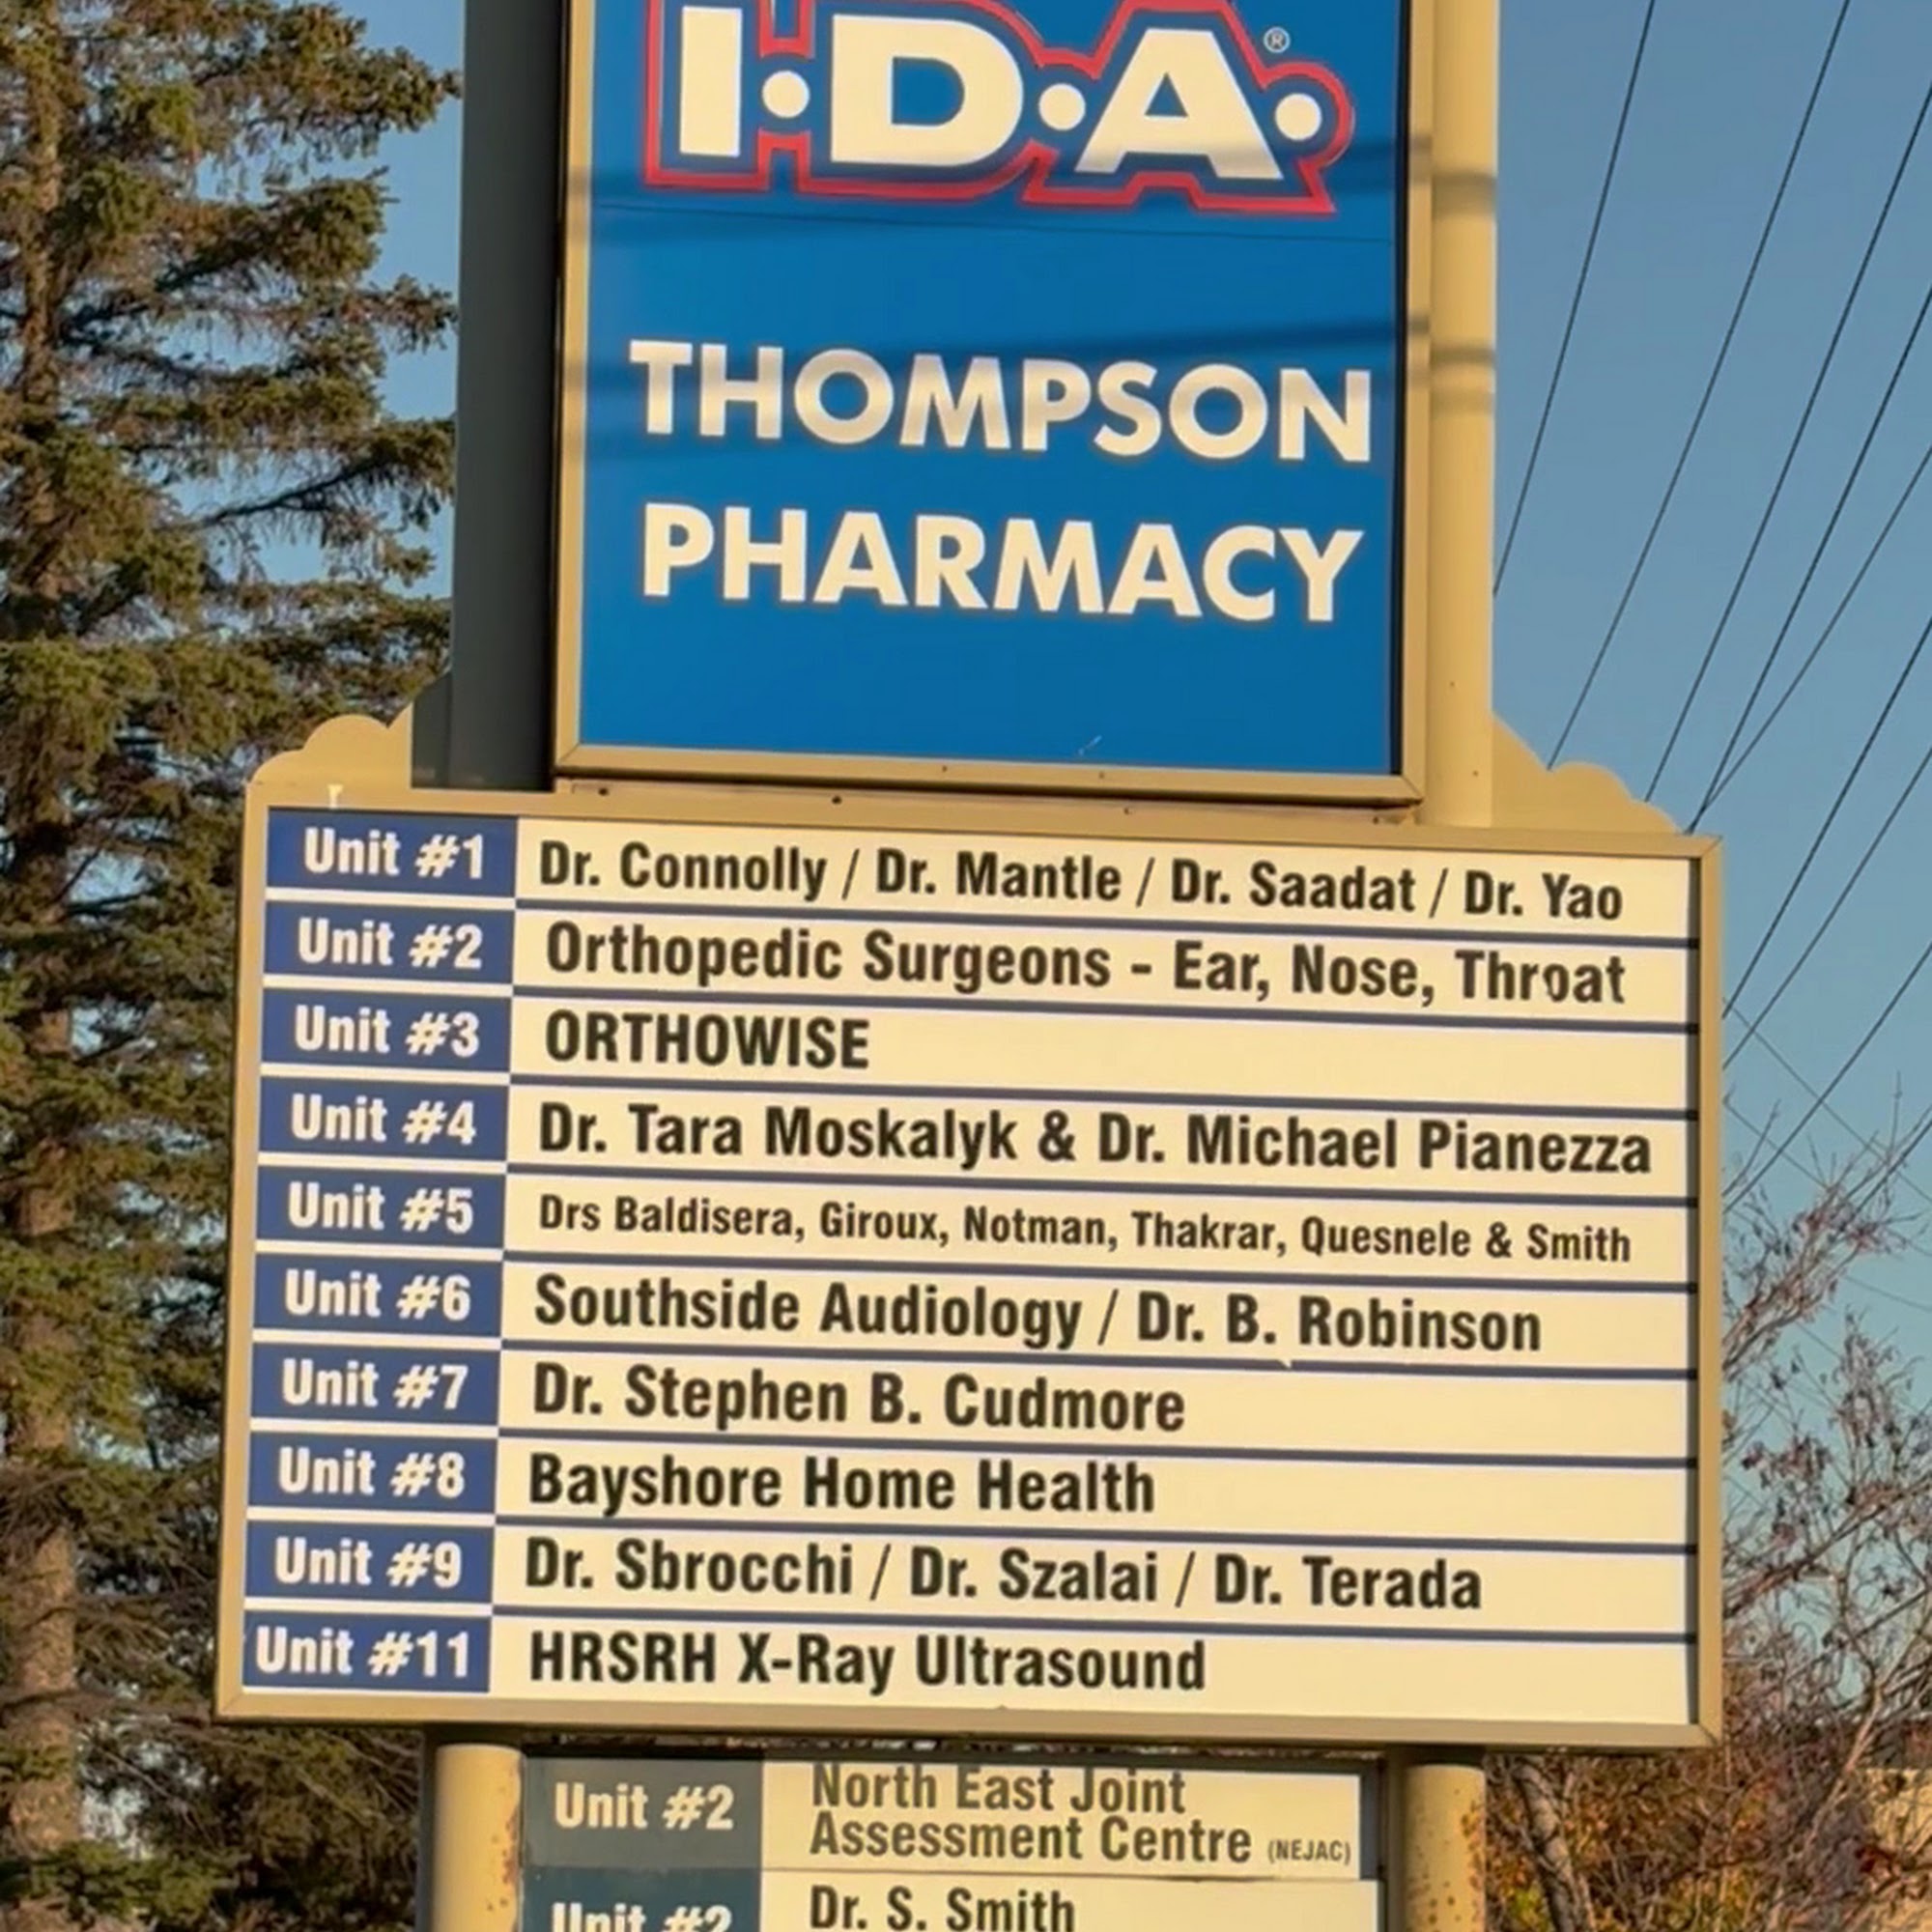 I·D·A·®
THOMPSON
PHARMACY
Unit #1 Dr. Connolly / Dr. Mantle / Dr. Saadat / Dr. Yao
Unit #2 Orthopedic Surgeons - Ear, Nose, Throat
Unit #3 ORTHOWISE
Unit #4 Dr. Tara Moskalyk & Dr. Michael Pianezza
Unit #5 Drs Baldisera, Giroux, Notman, Thakrar, Quesnele & Smith
Unit #6 Southside Audiology / Dr. B. Robinson
Unit #7 Dr. Stephen B. Cudmore
Unit #8 Bayshore Home Health
Unit #9 Dr. Sbrocchi / Dr. Szalai / Dr. Terada
Unit #11 HRSRH X-Ray Ultrasound
Unit #2 North East Joint
Assessment Centre (NEJAC)
Unit #2 Dr. S. Smith